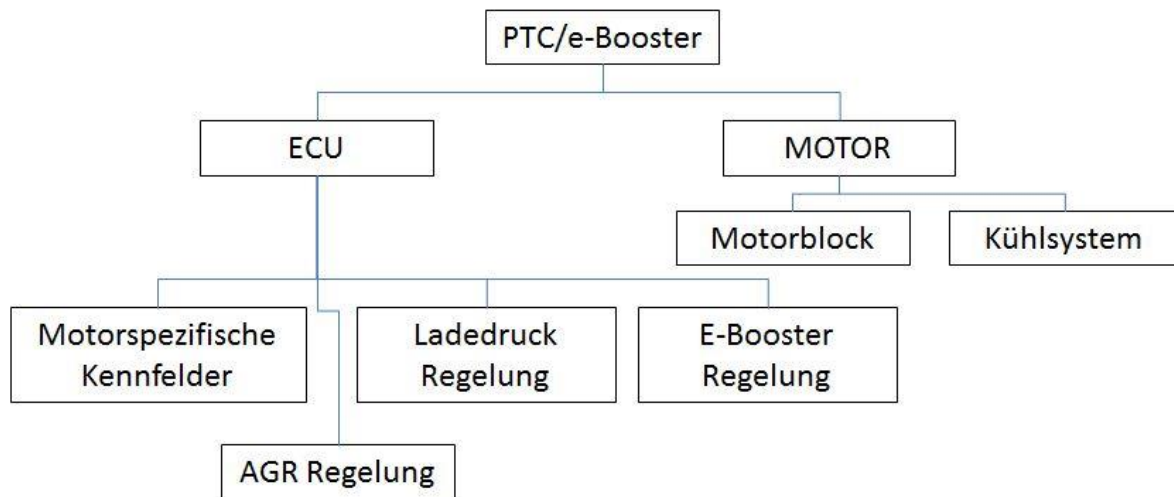 PTC/e-Booster
ECU
MOTOR
Motorblock
Kühlsystem
Motorspezifische
Kennfelder
Ladedruck
Regelung
E-Booster
Regelung
AGR Regelung